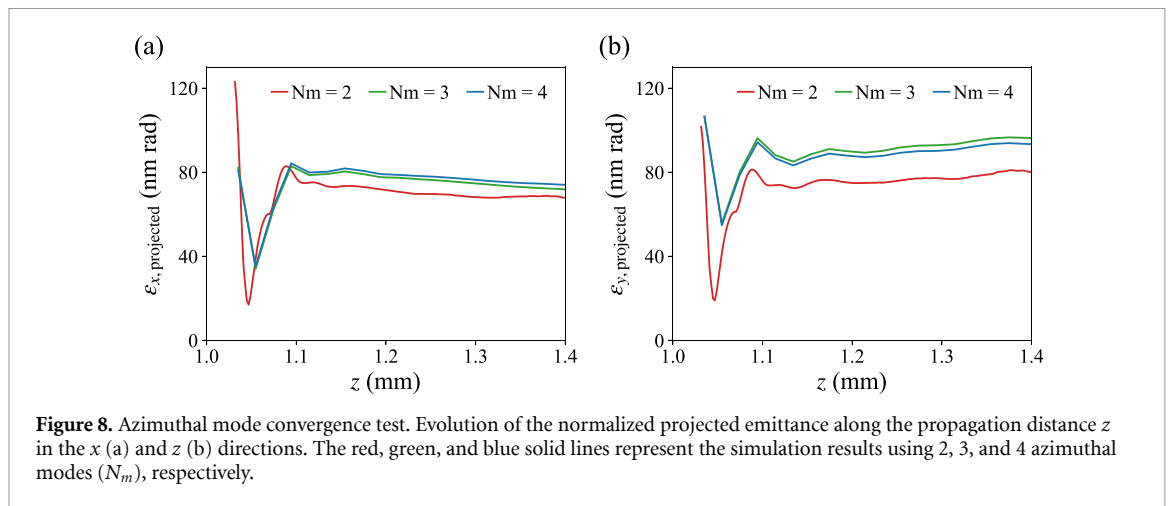 (a)
(b)
120
80
40
0
εx,projected (nm rad)
Nm = 2
Nm = 3
Nm = 4
1.0
1.1
1.2
1.3
1.4
z (mm)
120
80
40
0
εy,projected (nm rad)
Nm = 2
Nm = 3
Nm = 4
1.0
1.1
1.2
1.3
1.4
z (mm)
Figure 8. Azimuthal mode convergence test. Evolution of the normalized projected emittance along the propagation distance z
in the x (a) and z (b) directions. The red, green, and blue solid lines represent the simulation results using 2, 3, and 4 azimuthal
modes (Nm), respectively.